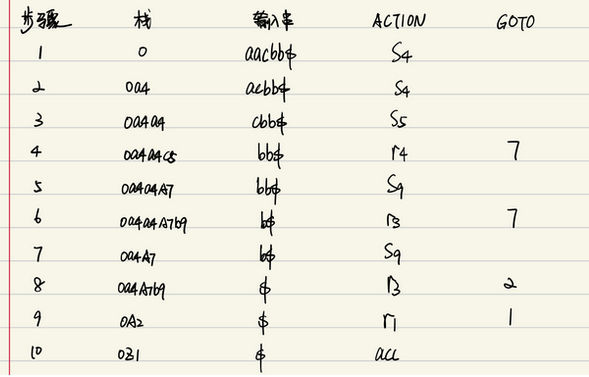 步骤 栈 输入串 ACTION GOTO
1 0 aacbb$ S4
2 0a4 acbb$ S4
3 0a4a4 cbb$ S5
4 0a4a4c5 bb$ r4 7
5 0a4a4A7 bb$ S9
6 0a4a4A7b9 b$ r3 7
7 0a4A7 b$ S9
8 0a4A7b9 $ r3 2
9 0A2 $ r1 1
10 0Z1 $ acc